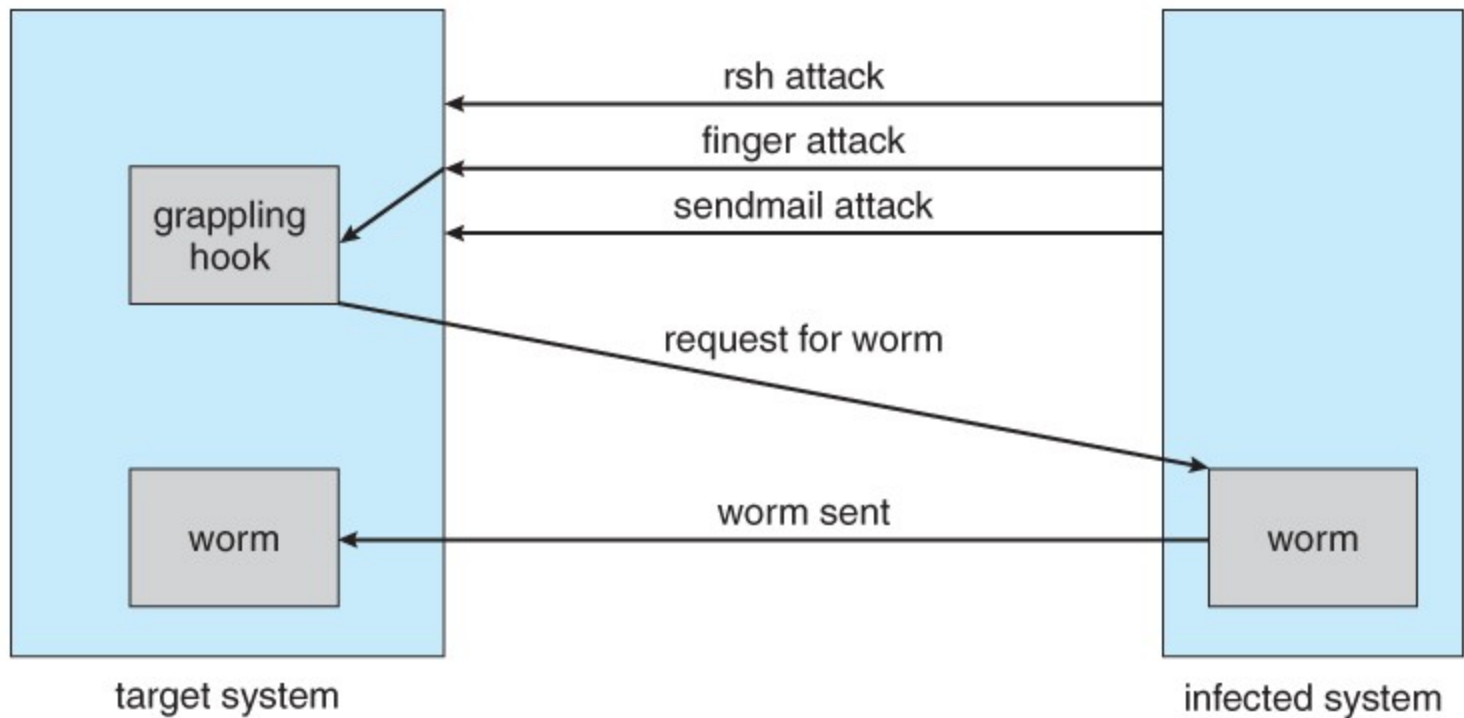 rsh attack
finger attack
sendmail attack
grappling
hook
request for worm
worm sent
worm
worm
target system
infected system